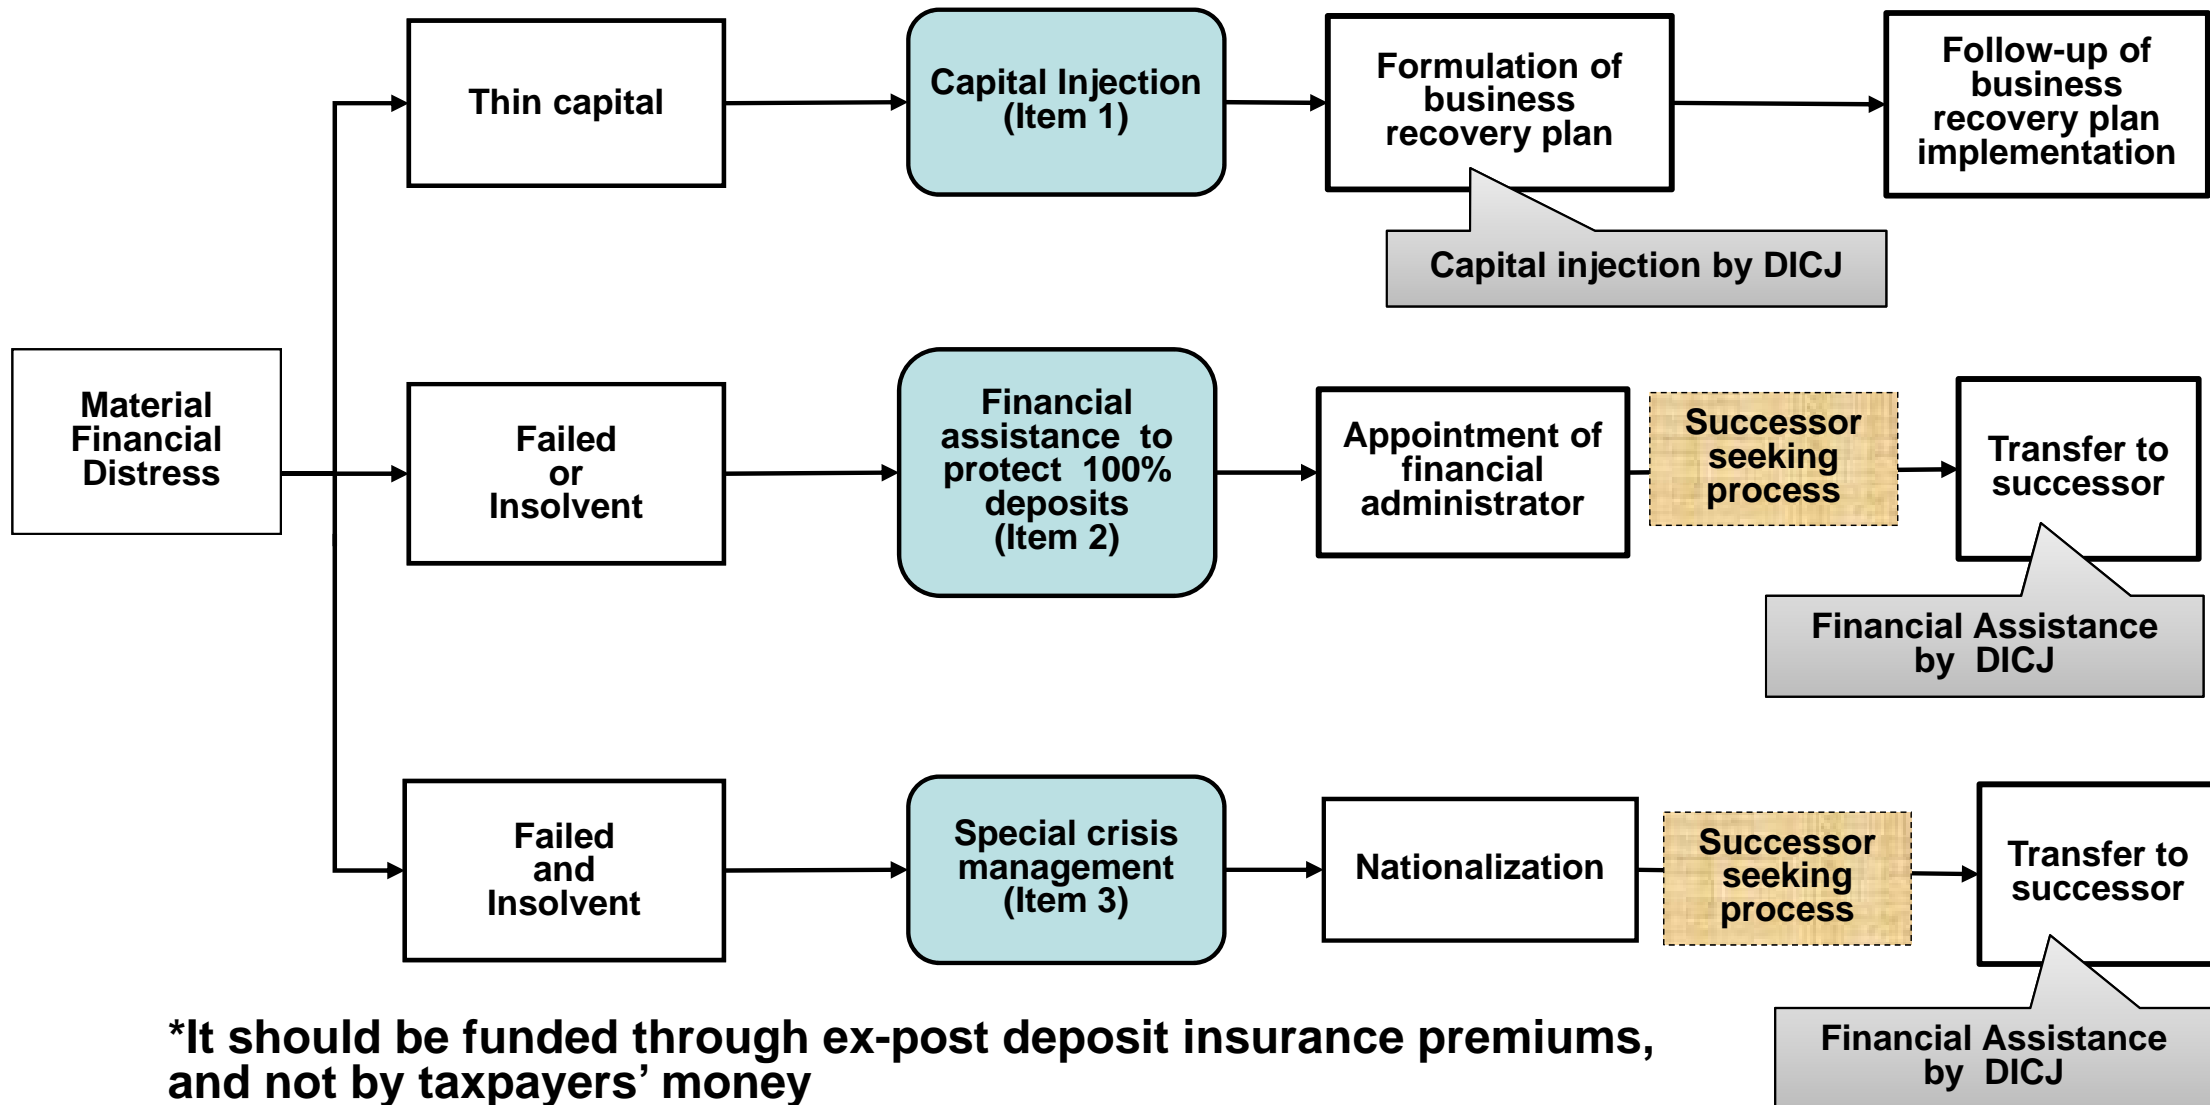 Thin capital
Capital Injection
(Item 1)
Formulation of
business
recovery plan
Follow-up of
business
recovery plan
implementation
Capital injection by DICJ
Material
Financial
Distress
Failed
or
Insolvent
Financial
assistance to
protect 100%
deposits
(Item 2)
Appointment of
financial
administrator
Successor
seeking
process
Transfer to
successor
Financial Assistance
by DICJ
Failed
and
Insolvent
Special crisis
management
(Item 3)
Nationalization
Successor
seeking
process
Transfer to
successor
Financial Assistance
by DICJ
*It should be funded through ex-post deposit insurance premiums,
and not by taxpayers’ money